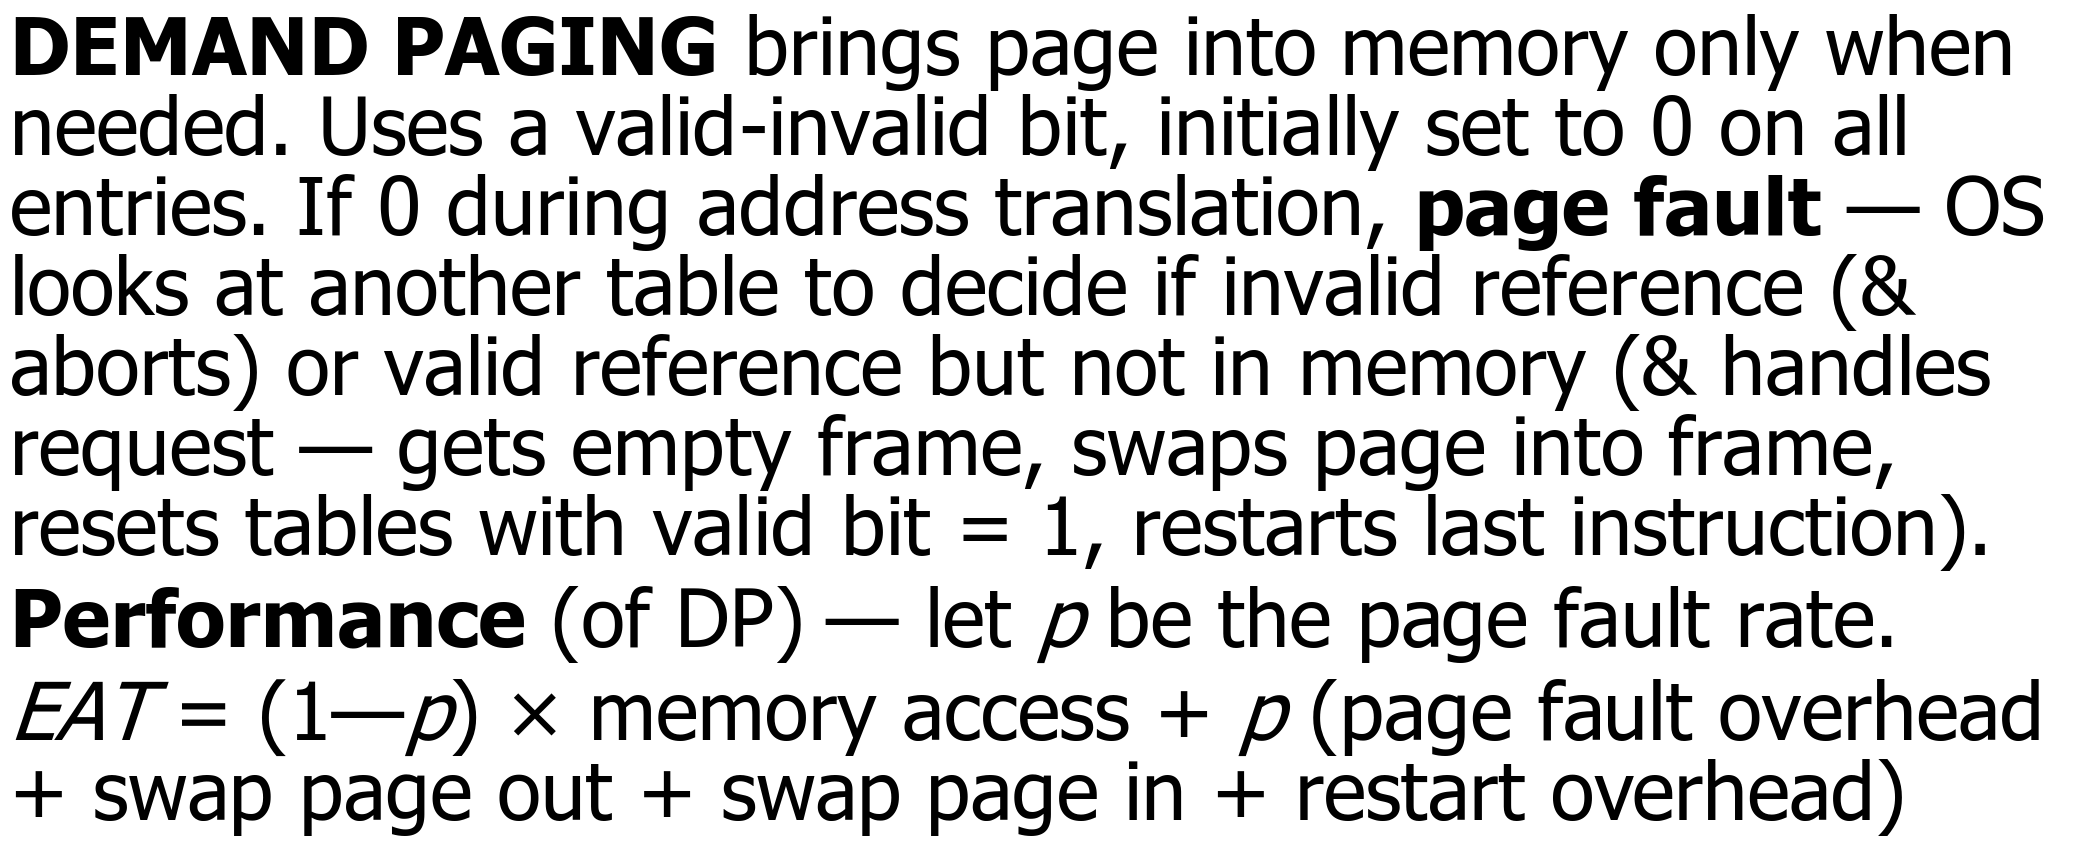 DEMAND PAGING brings page into memory only when
needed. Uses a valid-invalid bit, initially set to 0 on all
entries. If 0 during address translation, page fault — OS
looks at another table to decide if invalid reference (&
aborts) or valid reference but not in memory (& handles
request — gets empty frame, swaps page into frame,
resets tables with valid bit = 1, restarts last instruction).
Performance (of DP) — let p be the page fault rate.
EAT = (1—p) × memory access + p (page fault overhead
+ swap page out + swap page in + restart overhead)